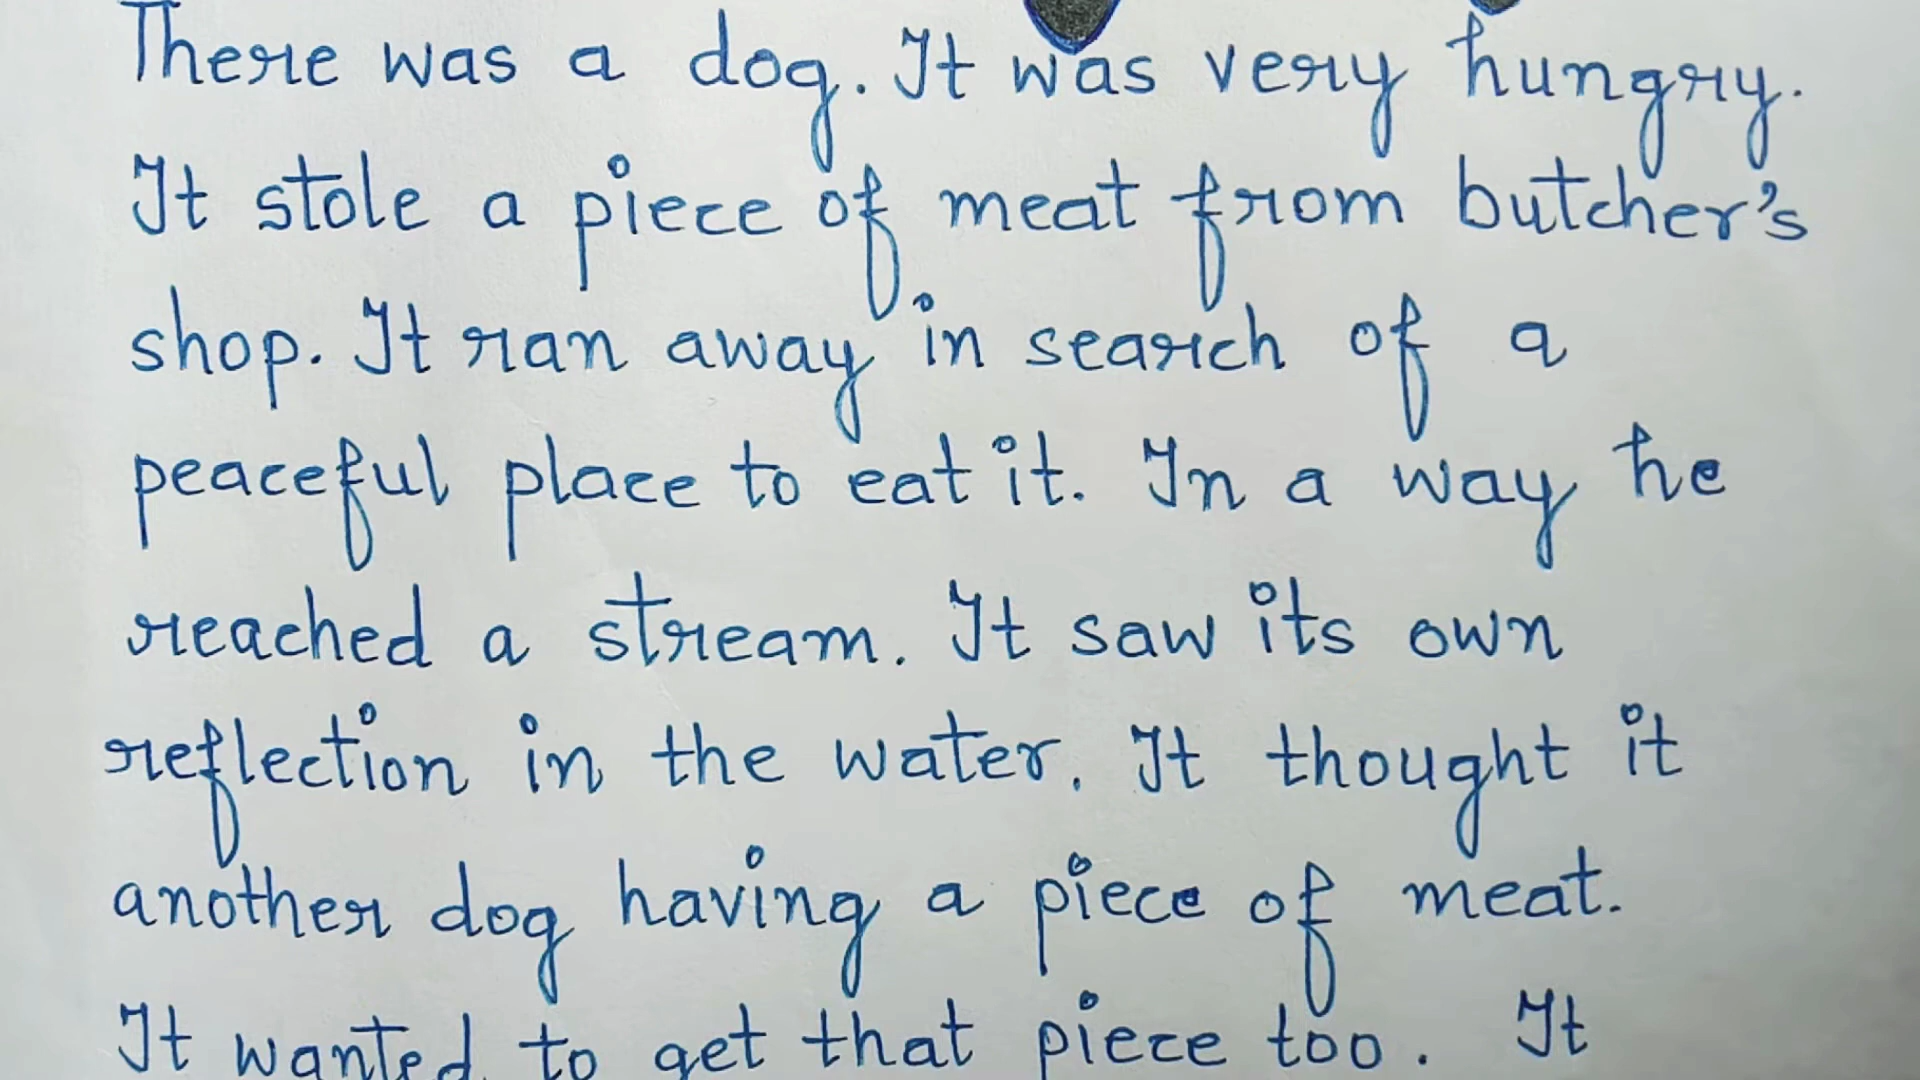 There was a dog. It was very hungry.
It stole a piece of meat from butcher's
shop. It ran away in search of a
peaceful place to eat it. In a way he
reached a stream. It saw its own
reflection in the water. It thought it
another dog having a piece of meat.
It wanted to get that piece too. It